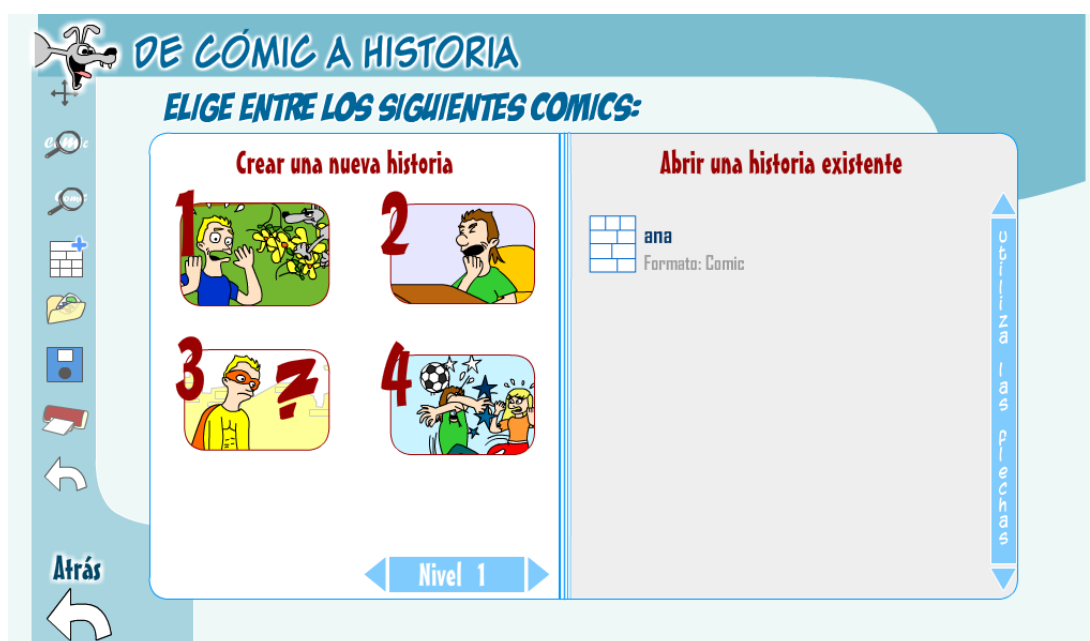 DE CÓMIC A HISTORIA
ELIGE ENTRE LOS SIGUIENTES COMICS:
Crear una nueva historia
1
2
3
?
4
Nivel 1
Abrir una historia existente
ana
Formato: Comic
utiliza las flechas
Atrás